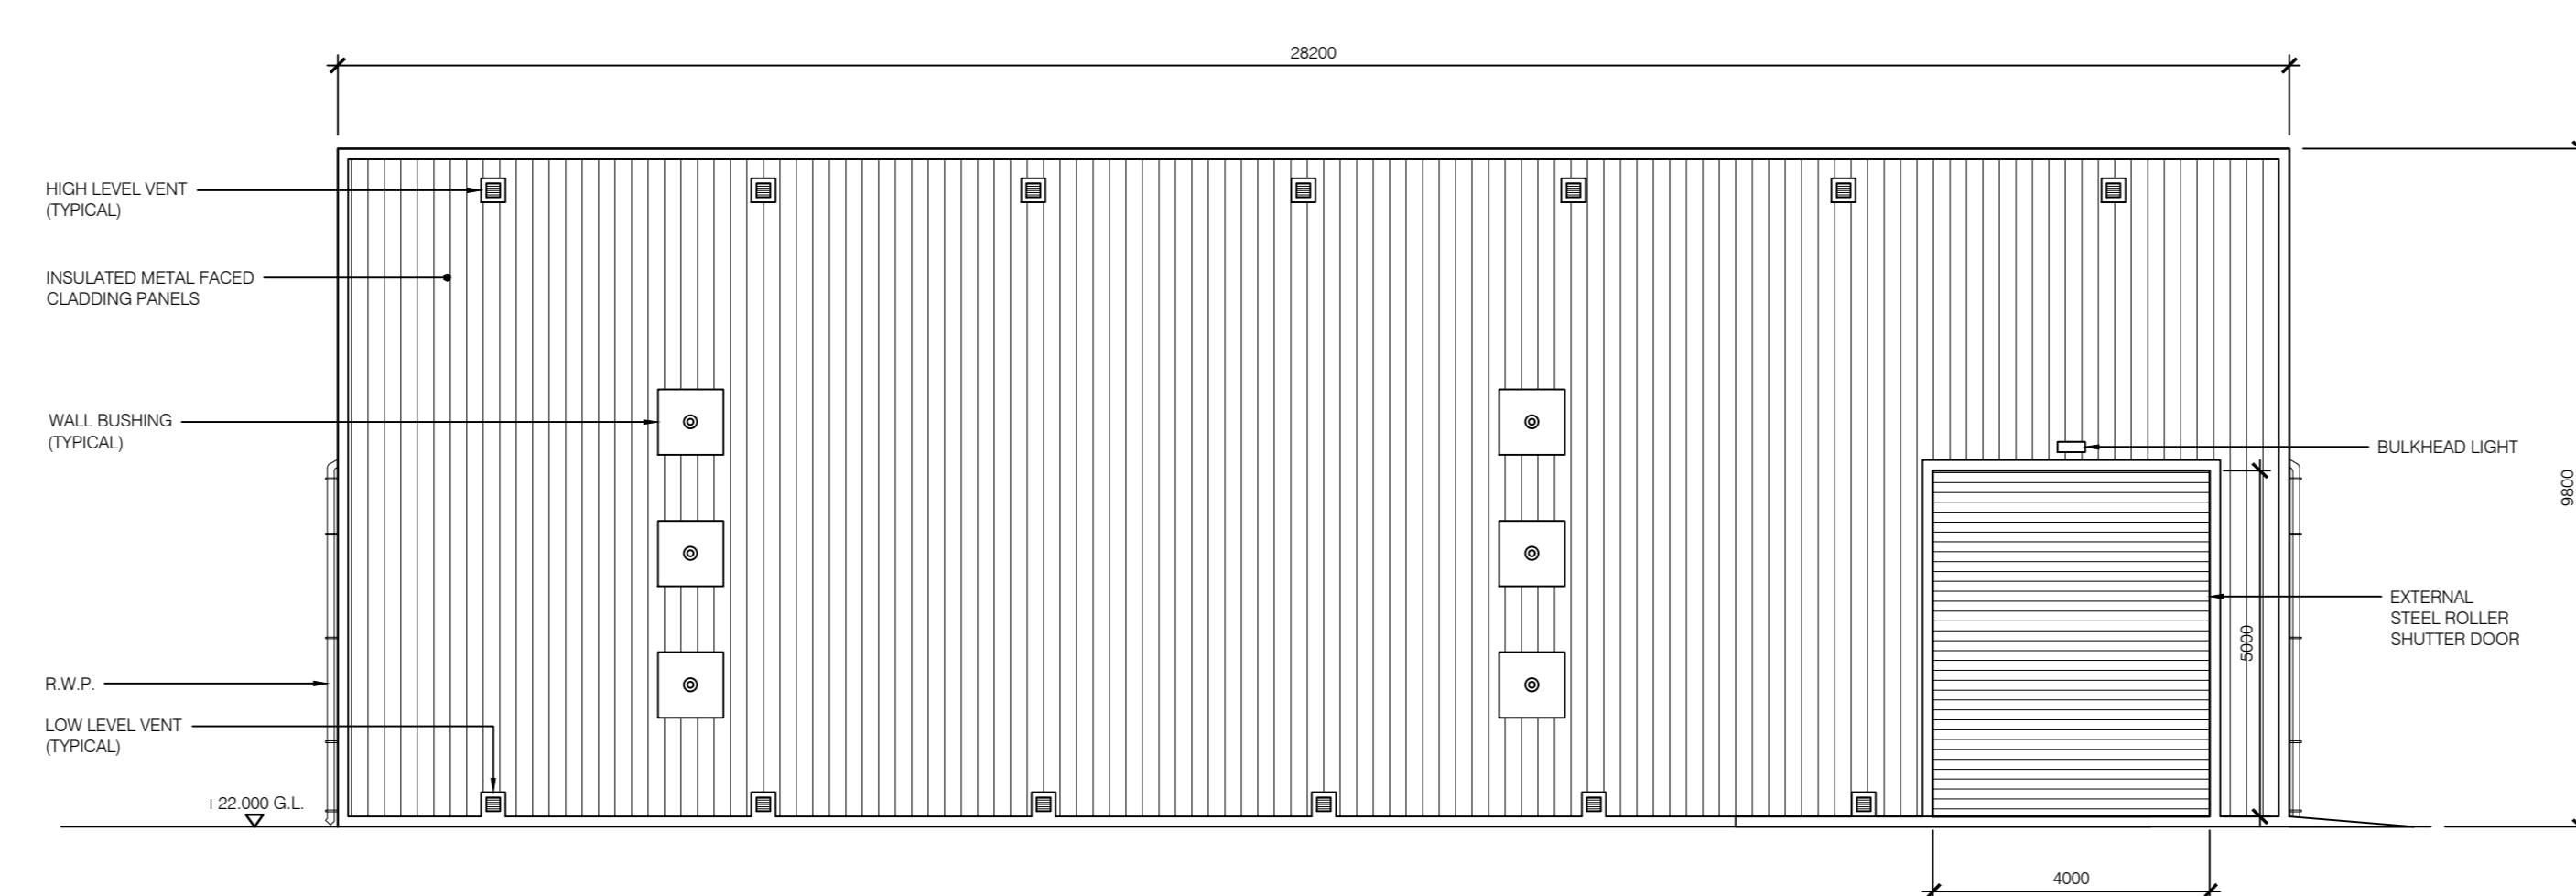 28200
HIGH LEVEL VENT
(TYPICAL)
INSULATED METAL FACED
CLADDING PANELS
WALL BUSHING
(TYPICAL)
BULKHEAD LIGHT
9800
EXTERNAL
STEEL ROLLER
SHUTTER DOOR
5000
R.W.P.
LOW LEVEL VENT
(TYPICAL)
+22.000 G.L.
4000